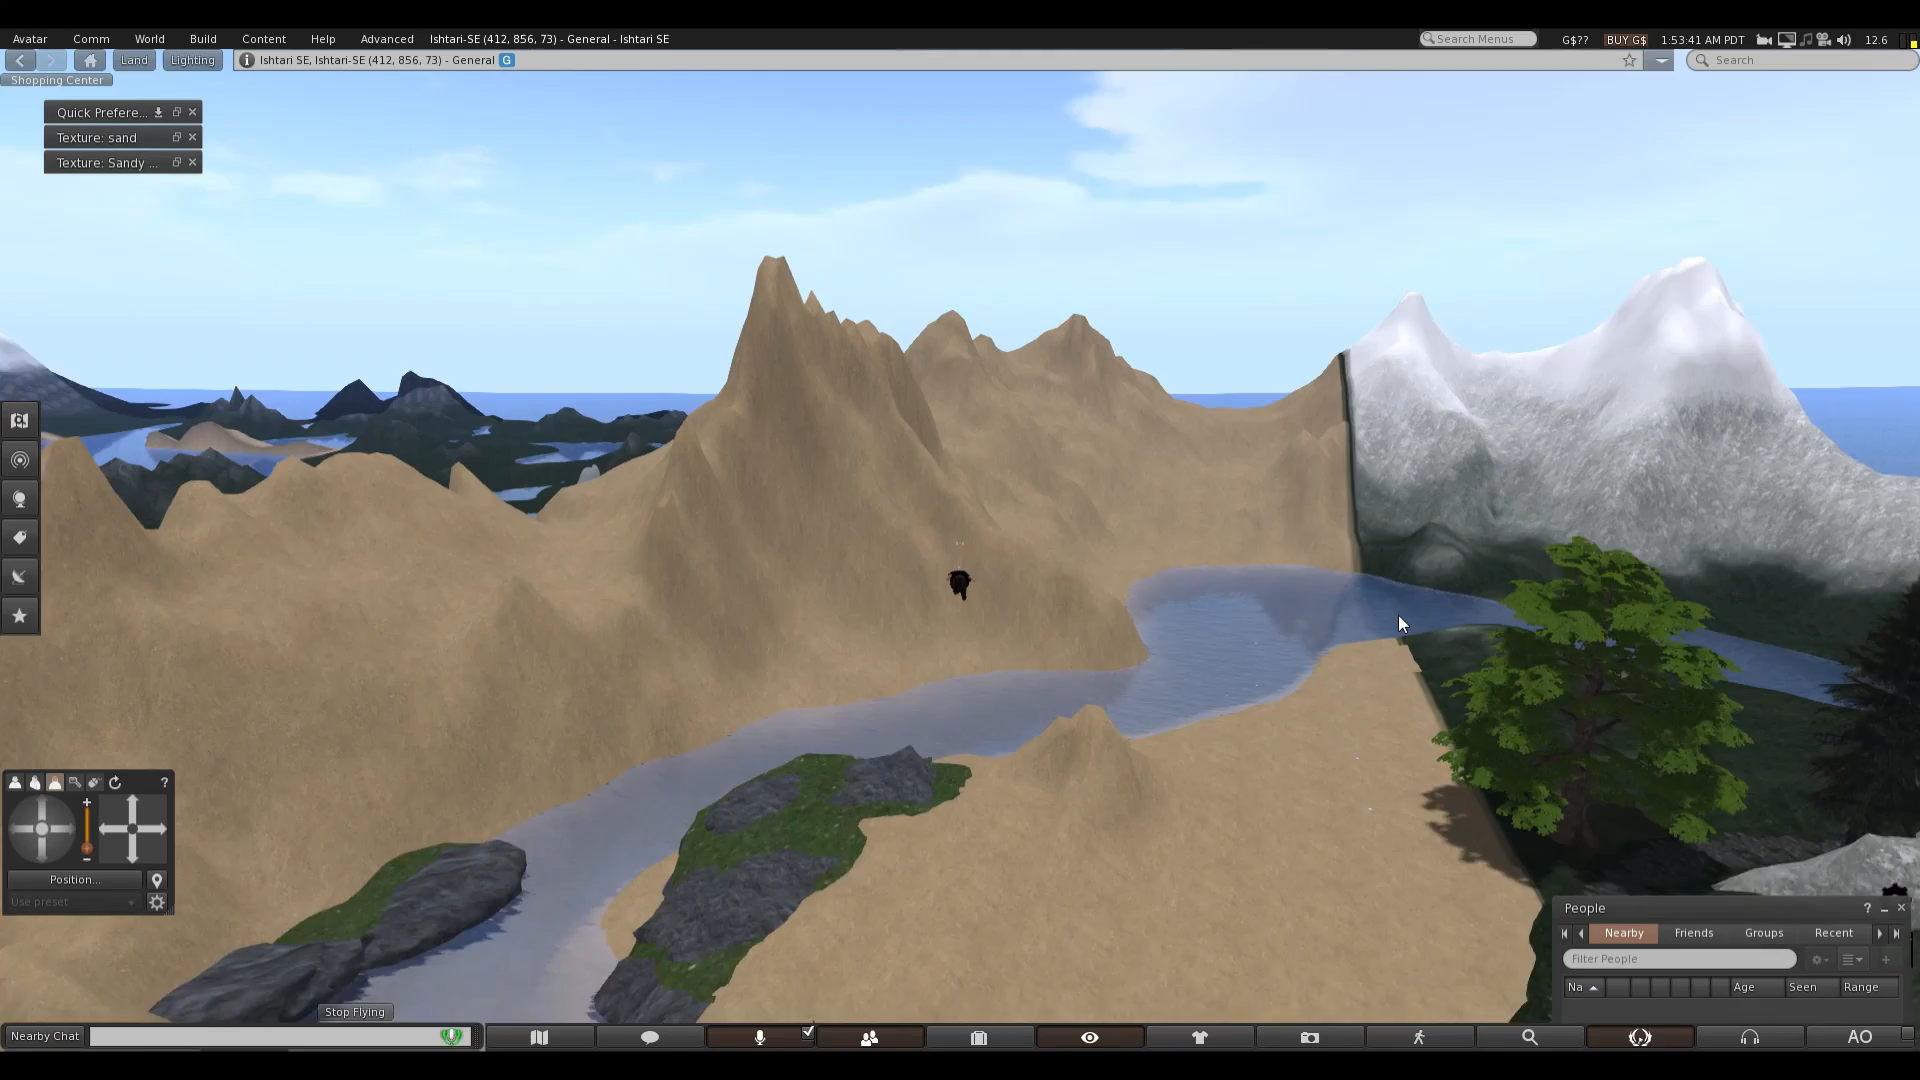 Avatar Comm World Build Content Help Advanced Ishtari-SE (412, 856, 73) - General - Ishtari SE Search Menus G$?? BUY G$ 1:53:41 AM PDT 12.6
Land Lighting Ishtari SE, Ishtari-SE (412, 856, 73) - General G Search
Shopping Center
Quick Prefere...
Texture: sand
Texture: Sandy ...
?
Position...
Use preset
People ?
Nearby Friends Groups Recent
Filter People
Na Age Seen Range
Stop Flying
Nearby Chat AO